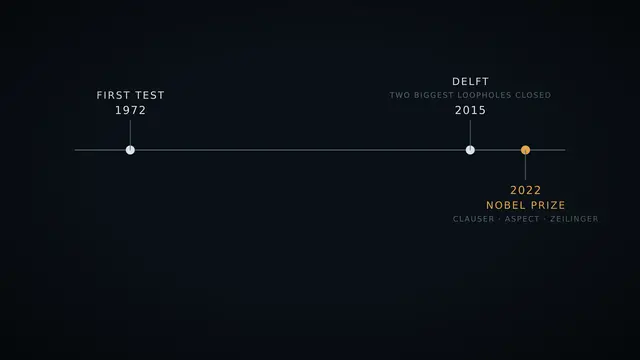 FIRST TEST
1972
DELFT
TWO BIGGEST LOOPHOLES CLOSED
2015
2022
NOBEL PRIZE
CLAUSER · ASPECT · ZEILINGER